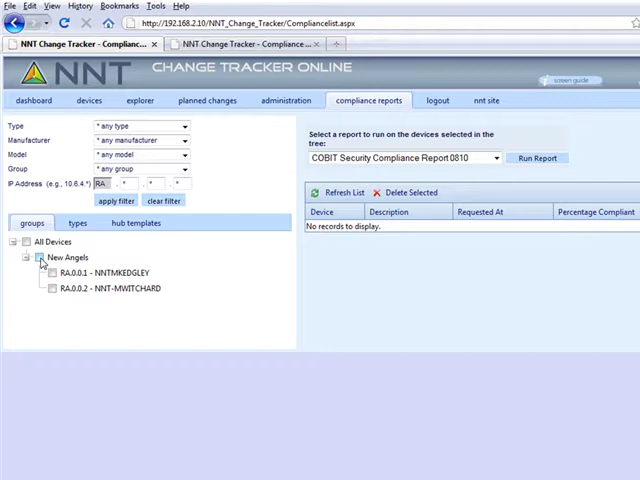 File Edit View History Bookmarks Tools Help
http://192.168.2.10/NNT_Change_Tracker/Compliancelist.aspx
NNT Change Tracker - Complianc... × NNT Change Tracker - Compliance ... ×
NNT CHANGE TRACKER ONLINE
screen guide
dashboard devices explorer planned changes administration compliance reports logout nnt site
Type * any type
Manufacturer * any manufacturer
Model * any model
Group * any group
IP Address (e.g., 10.6.4.*) RA . * . * . *
apply filter clear filter
Select a report to run on the devices selected in the
tree:
COBIT Security Compliance Report 0810 Run Report
Refresh List Delete Selected
Device Description Requested At Percentage Compliant
No records to display.
groups types hub templates
All Devices
New Angels
RA.0.0.1 - NNTMKEDGLEY
RA.0.0.2 - NNT-MWITCHARD